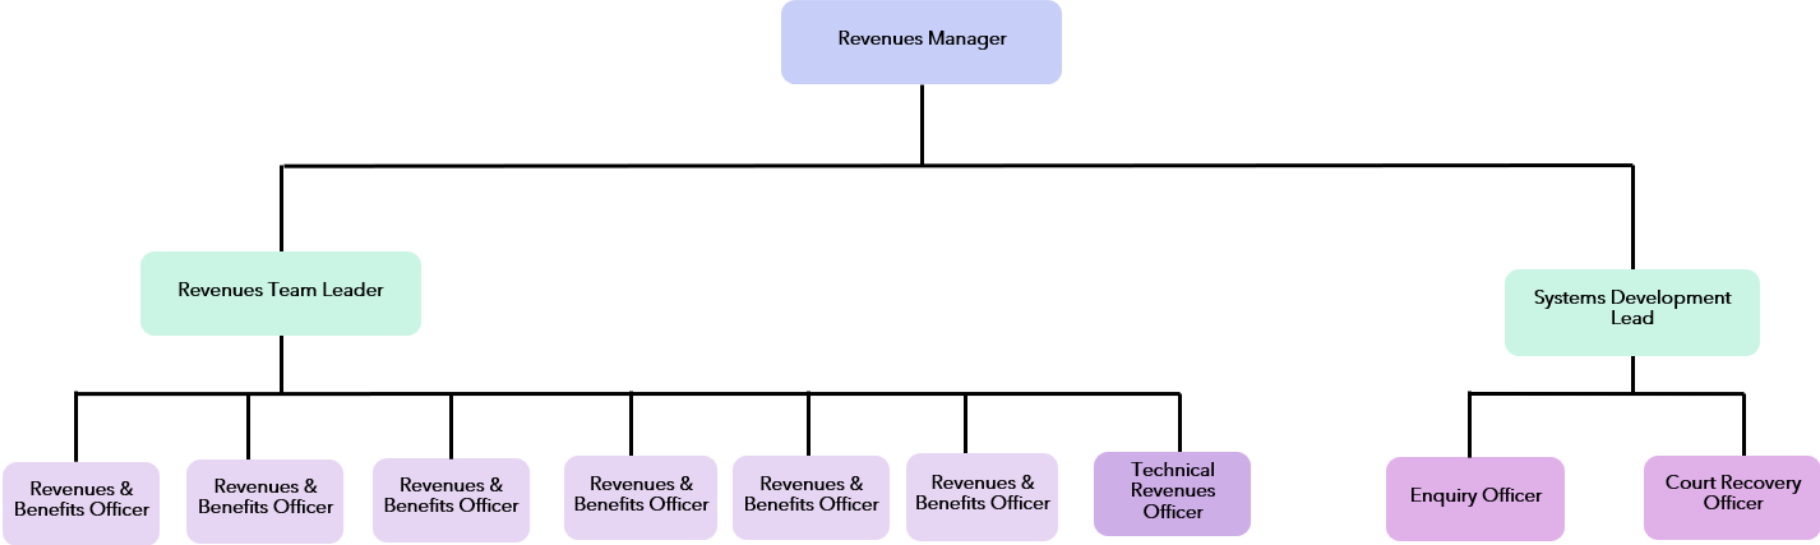 Revenues Manager
Revenues Team Leader
Systems Development
Lead
Revenues &
Benefits Officer
Revenues &
Benefits Officer
Revenues &
Benefits Officer
Revenues &
Benefits Officer
Revenues &
Benefits Officer
Revenues &
Benefits Officer
Technical
Revenues
Officer
Enquiry Officer
Court Recovery
Officer